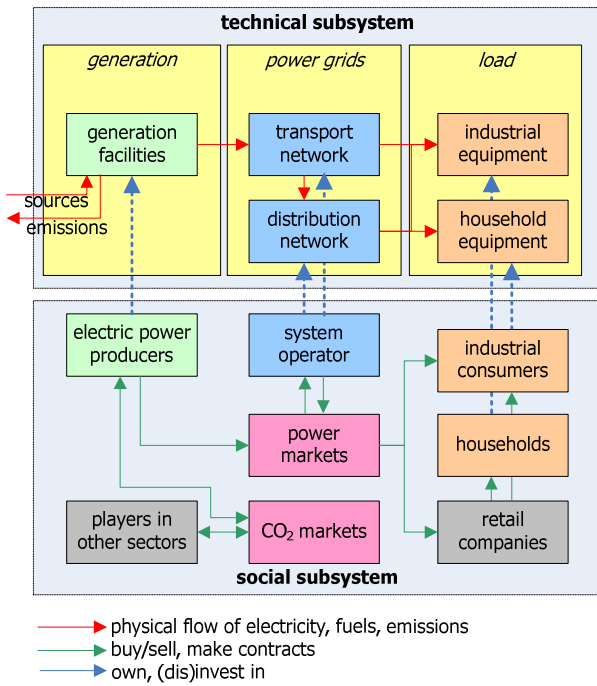 technical subsystem
generation
power grids
load
generation
facilities
transport
network
industrial
equipment
sources
emissions
distribution
network
household
equipment
electric power
producers
system
operator
industrial
consumers
power
markets
households
players in
other sectors
CO₂ markets
retail
companies
social subsystem
physical flow of electricity, fuels, emissions
buy/sell, make contracts
own, (dis)invest in